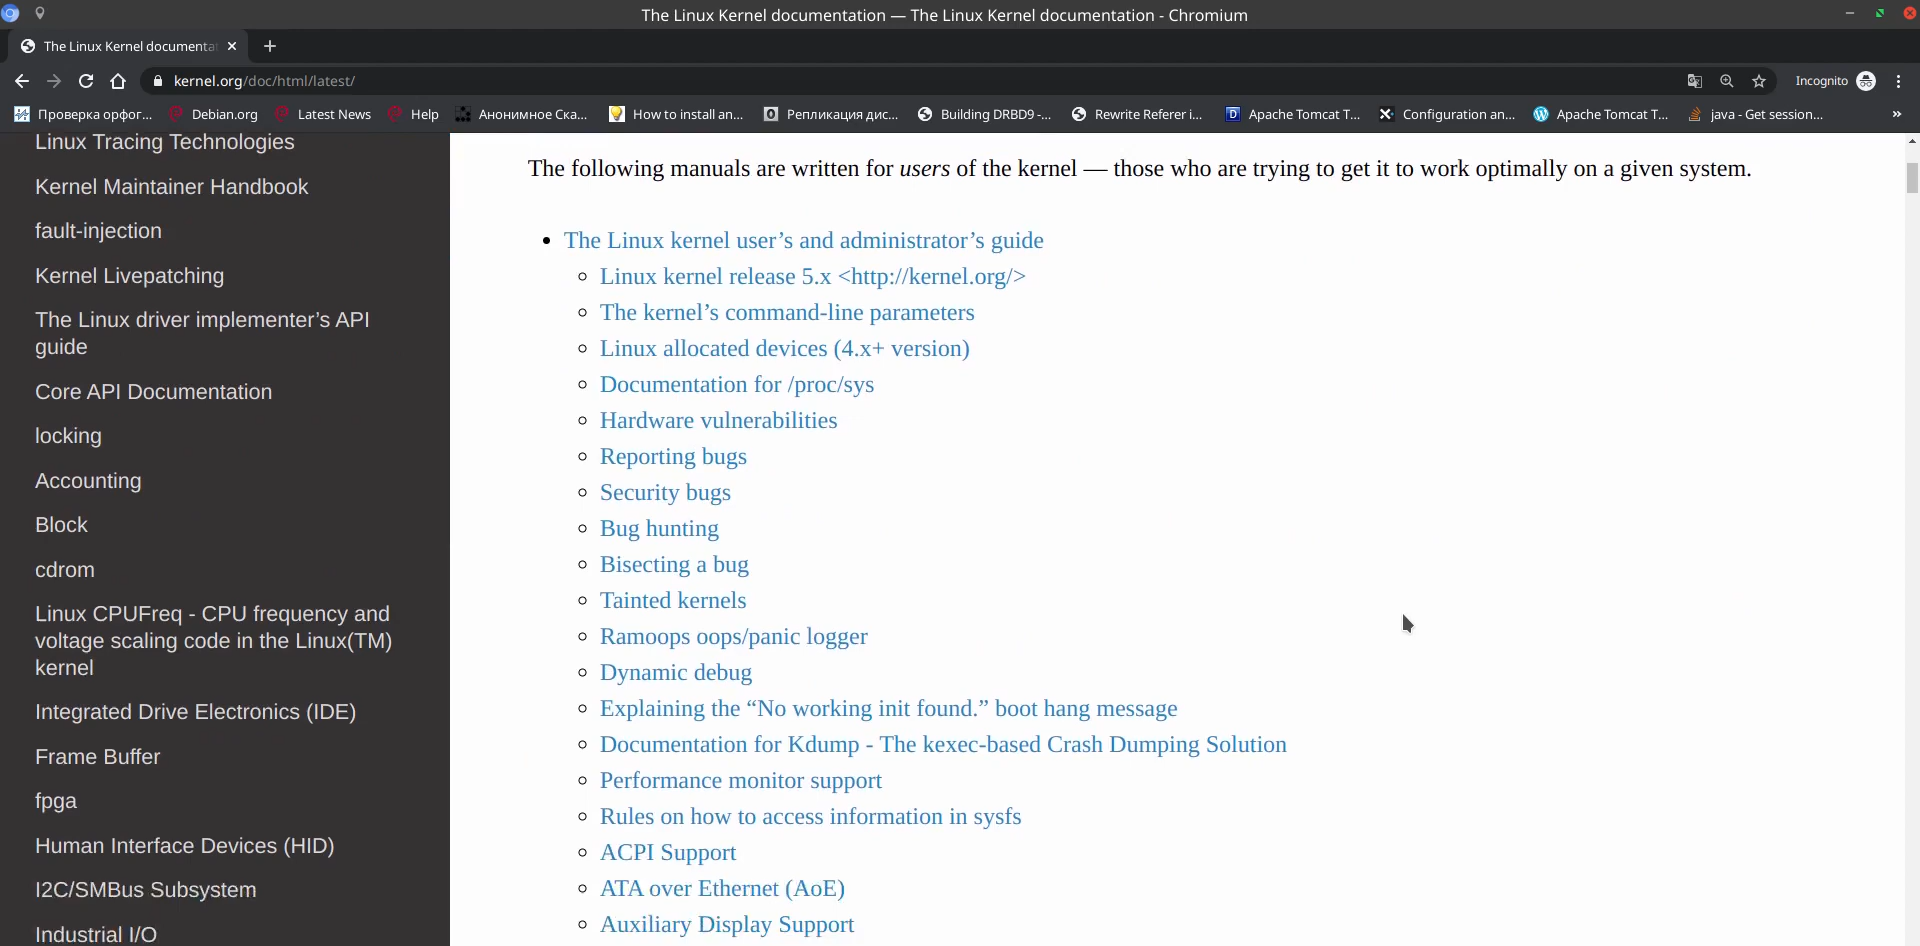 The Linux Kernel documentation — The Linux Kernel documentation - Chromium
The Linux Kernel documenta
kernel.org/doc/html/latest/
Incognito
Проверка орфог... Debian.org Latest News Help Анонимное Ска... How to install an... Репликация дис... Building DRBD9 -... Rewrite Referer i... Apache Tomcat T... Configuration an... Apache Tomcat T... java - Get session... »
Linux Tracing Technologies
Kernel Maintainer Handbook
fault-injection
Kernel Livepatching
The Linux driver implementer’s API
guide
Core API Documentation
locking
Accounting
Block
cdrom
Linux CPUFreq - CPU frequency and
voltage scaling code in the Linux(TM)
kernel
Integrated Drive Electronics (IDE)
Frame Buffer
fpga
Human Interface Devices (HID)
I2C/SMBus Subsystem
Industrial I/O
The following manuals are written for users of the kernel — those who are trying to get it to work optimally on a given system.
The Linux kernel user’s and administrator’s guide
Linux kernel release 5.x <http://kernel.org/>
The kernel’s command-line parameters
Linux allocated devices (4.x+ version)
Documentation for /proc/sys
Hardware vulnerabilities
Reporting bugs
Security bugs
Bug hunting
Bisecting a bug
Tainted kernels
Ramoops oops/panic logger
Dynamic debug
Explaining the “No working init found.” boot hang message
Documentation for Kdump - The kexec-based Crash Dumping Solution
Performance monitor support
Rules on how to access information in sysfs
ACPI Support
ATA over Ethernet (AoE)
Auxiliary Display Support